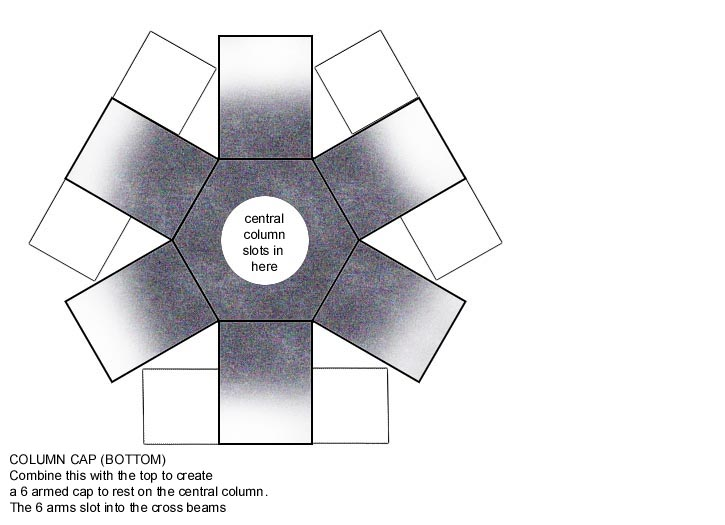 central
column
slots in
here
COLUMN CAP (BOTTOM)
Combine this with the top to create
a 6 armed cap to rest on the central column.
The 6 arms slot into the cross beams